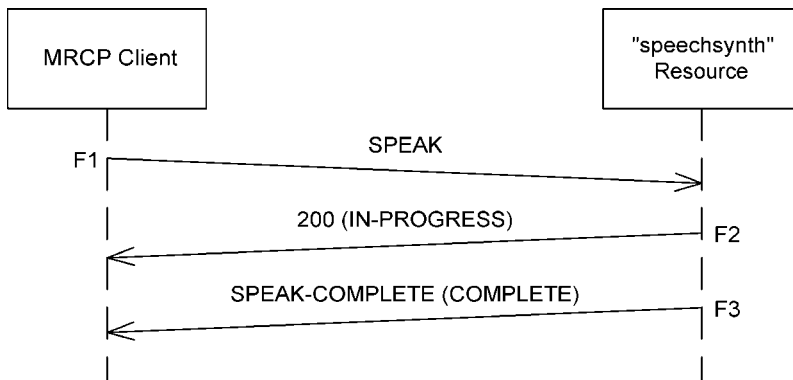 MRCP Client
"speechsynth"
Resource
SPEAK
F1
200 (IN-PROGRESS)
F2
SPEAK-COMPLETE (COMPLETE)
F3